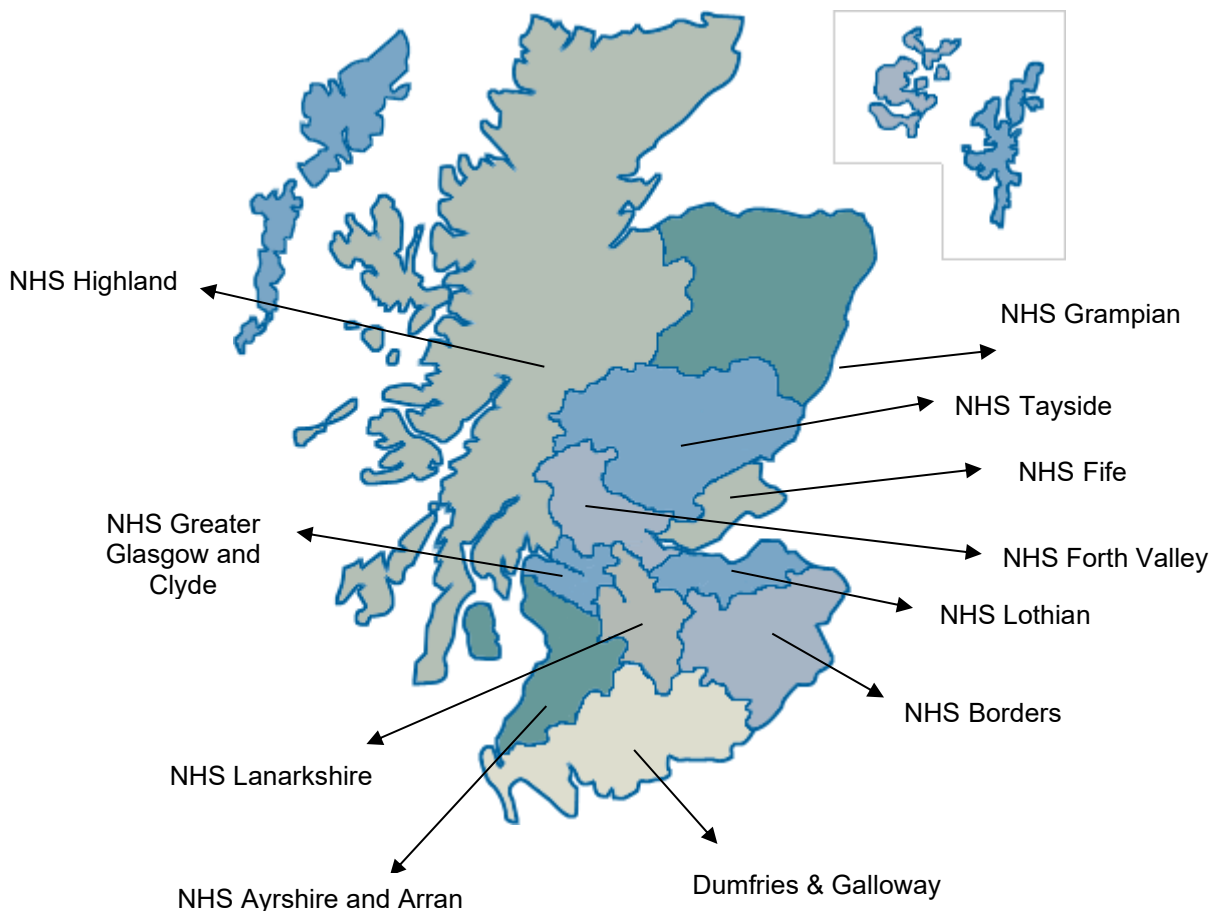 NHS Highland
NHS Grampian
NHS Tayside
NHS Fife
NHS Greater
Glasgow and
Clyde
NHS Forth Valley
NHS Lothian
NHS Borders
NHS Lanarkshire
Dumfries & Galloway
NHS Ayrshire and Arran